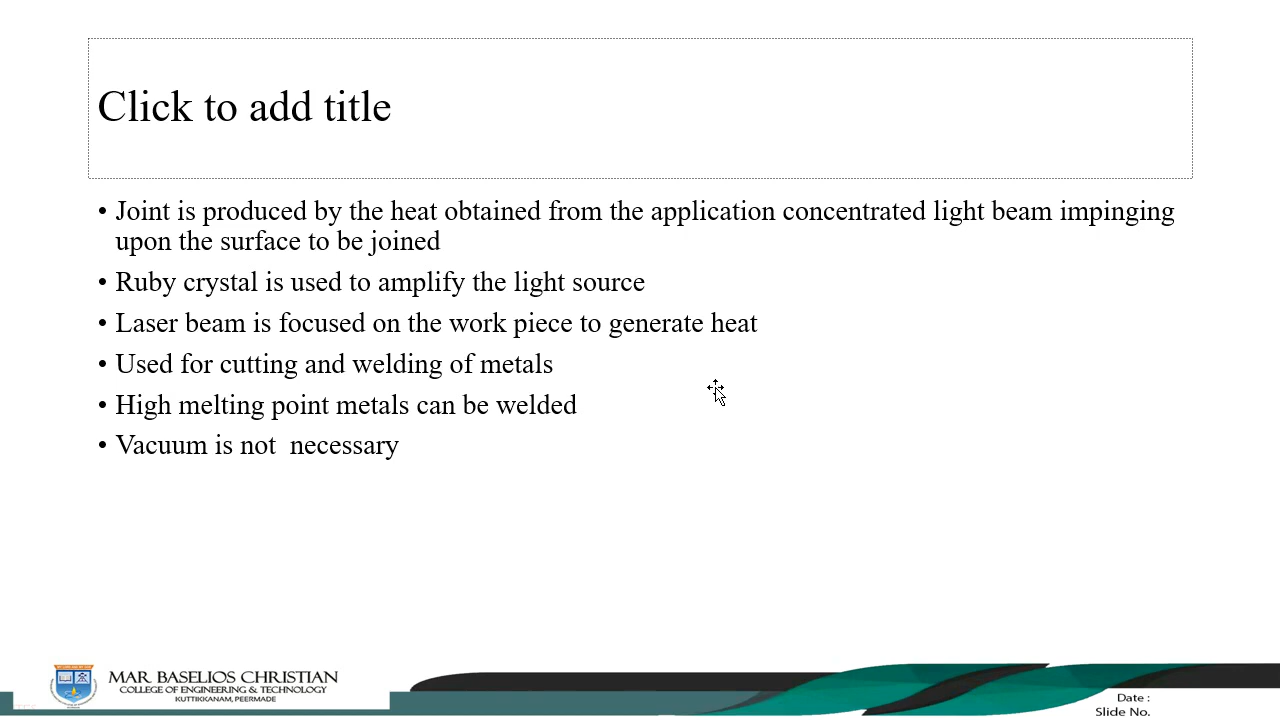 Click to add title
• Joint is produced by the heat obtained from the application concentrated light beam impinging
upon the surface to be joined
• Ruby crystal is used to amplify the light source
• Laser beam is focused on the work piece to generate heat
• Used for cutting and welding of metals
• High melting point metals can be welded
• Vacuum is not  necessary
MAR BASELIOS CHRISTIAN
COLLEGE OF ENGINEERING & TECHNOLOGY
KUTTIKKANAM, PEERMADE
Date :
Slide No.